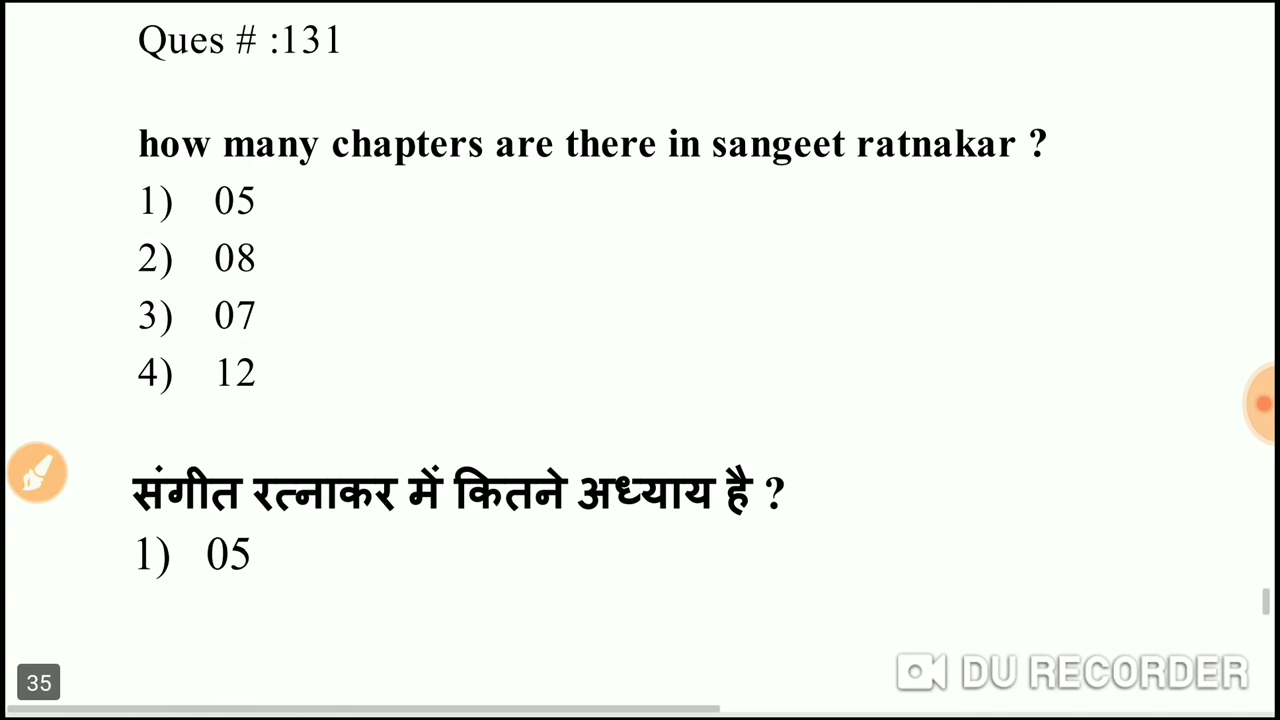 Ques # :131
how many chapters are there in sangeet ratnakar ?
1) 05
2) 08
3) 07
4) 12
संगीत रत्नाकर में कितने अध्याय है ?
1) 05
35
DU RECORDER